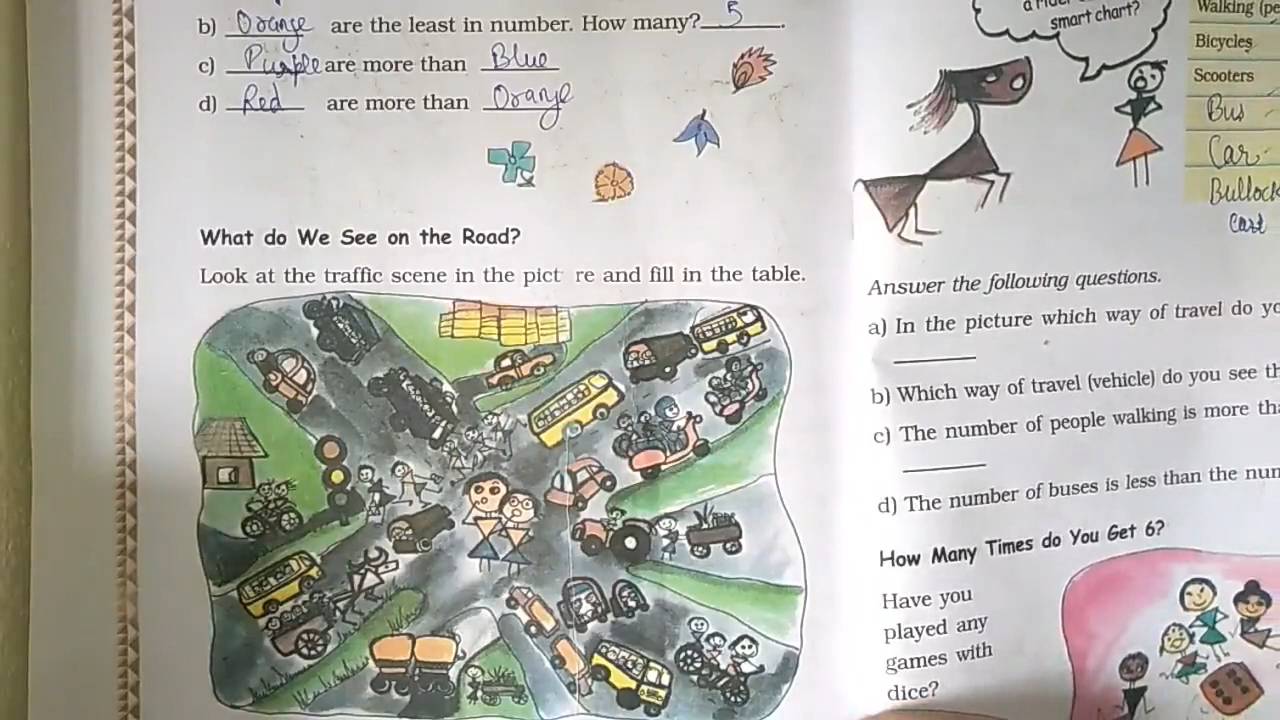 b) Orange are the least in number. How many? 5.
c) Purple are more than Blue
d) Red are more than Orange
What do We See on the Road?
Look at the traffic scene in the pict re and fill in the table.
smart chart?
Walking (pe
Bicycles
Scooters
Bus
Car
Bullock
Cart
Answer the following questions.
a) In the picture which way of travel do yo
b) Which way of travel (vehicle) do you see th
c) The number of people walking is more tha
d) The number of buses is less than the nu
How Many Times do You Get 6?
Have you
played any
games with
dice?